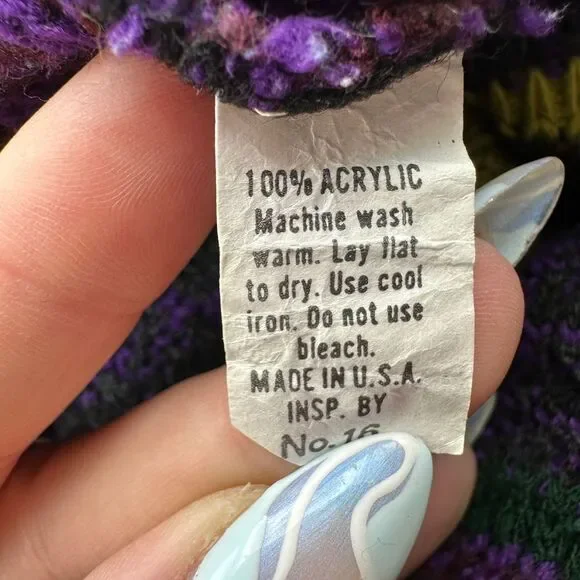 100% ACRYLIC
Machine wash
warm. Lay flat
to dry. Use cool
iron. Do not use
bleach.
MADE IN U.S.A.
INSP. BY
No. 16